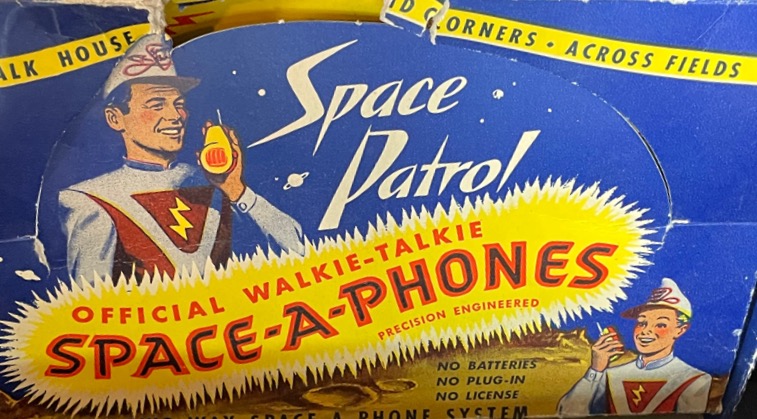 ALK HOUSE
CORNERS • ACROSS FIELDS
Space
Patrol
OFFICIAL WALKIE-TALKIE
SPACE-A-PHONES
PRECISION ENGINEERED
NO BATTERIES
NO PLUG-IN
NO LICENSE
WAY SPACE A PHONE SYSTEM